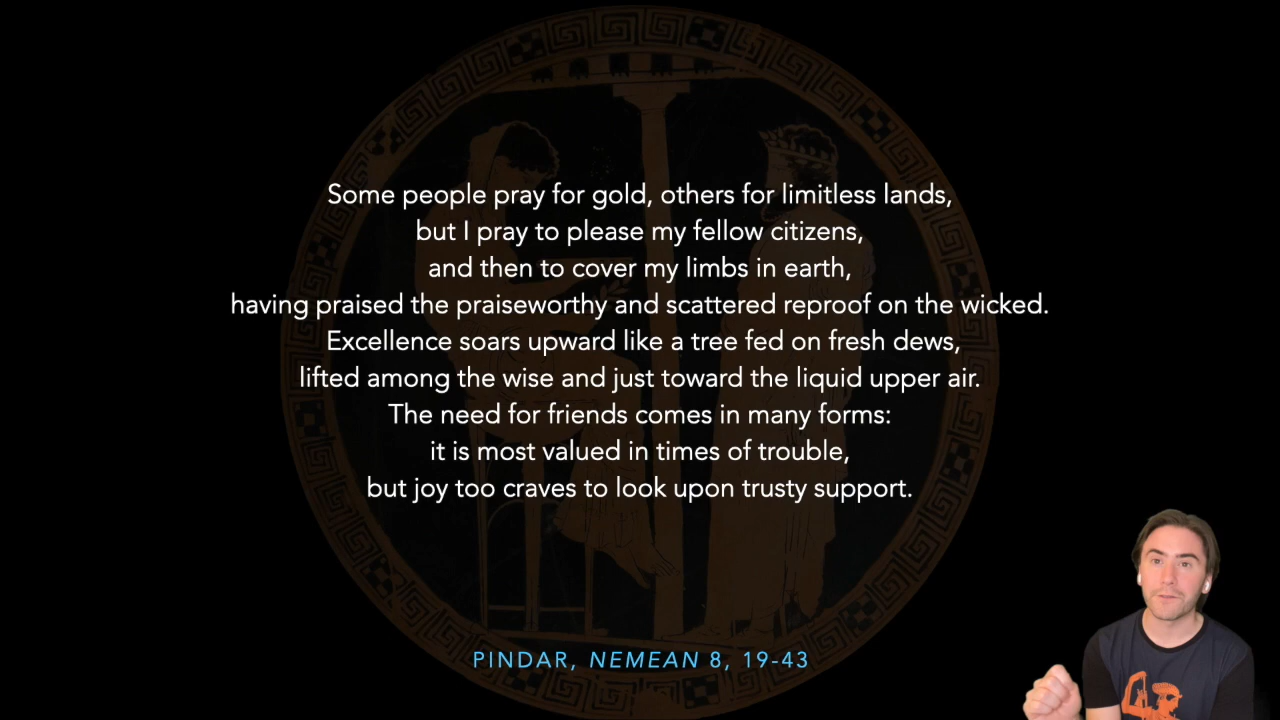 Some people pray for gold, others for limitless lands,
but I pray to please my fellow citizens,
and then to cover my limbs in earth,
having praised the praiseworthy and scattered reproof on the wicked.
Excellence soars upward like a tree fed on fresh dews,
lifted among the wise and just toward the liquid upper air.
The need for friends comes in many forms:
it is most valued in times of trouble,
but joy too craves to look upon trusty support.
PINDAR, NEMEAN 8, 19-43